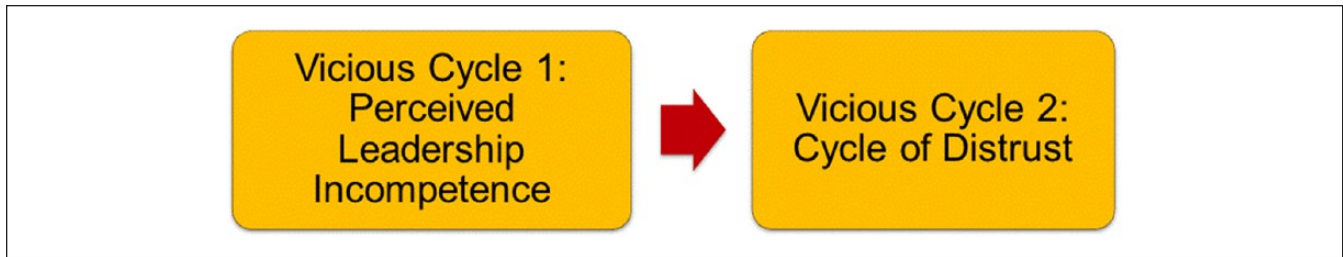 Vicious Cycle 1:
Perceived
Leadership
Incompetence
Vicious Cycle 2:
Cycle of Distrust